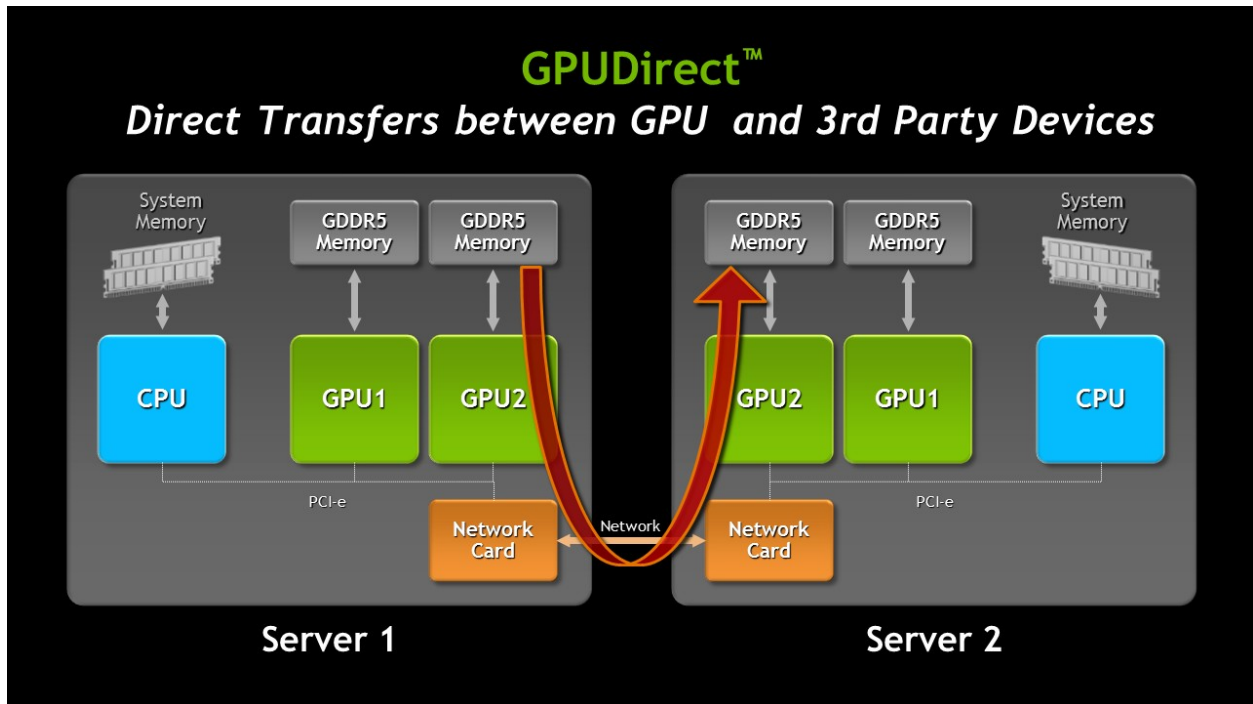 GPUDirect™
Direct Transfers between GPU and 3rd Party Devices
System
Memory
GDDR5
Memory
GDDR5
Memory
CPU
GPU1
GPU2
PCI-e
Network
Card
Server 1
Network
GDDR5
Memory
GDDR5
Memory
System
Memory
GPU2
GPU1
CPU
PCI-e
Network
Card
Server 2